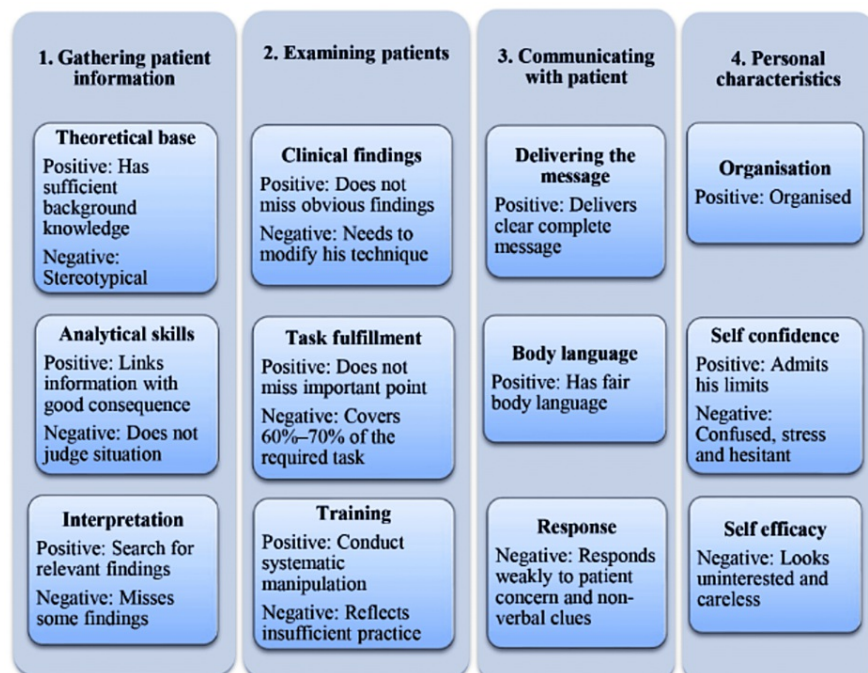 1. Gathering patient
information
Theoretical base
Positive: Has
sufficient
background
knowledge
Negative:
Stereotypical
Analytical skills
Positive: Links
information with
good consequence
Negative: Does not
judge situation
Interpretation
Positive: Search for
relevant findings
Negative: Misses
some findings
2. Examining patients
Clinical findings
Positive: Does not
miss obvious findings
Negative: Needs to
modify his technique
Task fulfillment
Positive: Does not
miss important point
Negative: Covers
60%–70% of the
required task
Training
Positive: Conduct
systematic
manipulation
Negative: Reflects
insufficient practice
3. Communicating
with patient
Delivering the
message
Positive: Delivers
clear complete
message
Body language
Positive: Has fair
body language
Response
Negative: Responds
weakly to patient
concern and non-
verbal clues
4. Personal
characteristics
Organisation
Positive: Organised
Self confidence
Positive: Admits
his limits
Negative:
Confused, stress
and hesitant
Self efficacy
Negative: Looks
uninterested and
careless